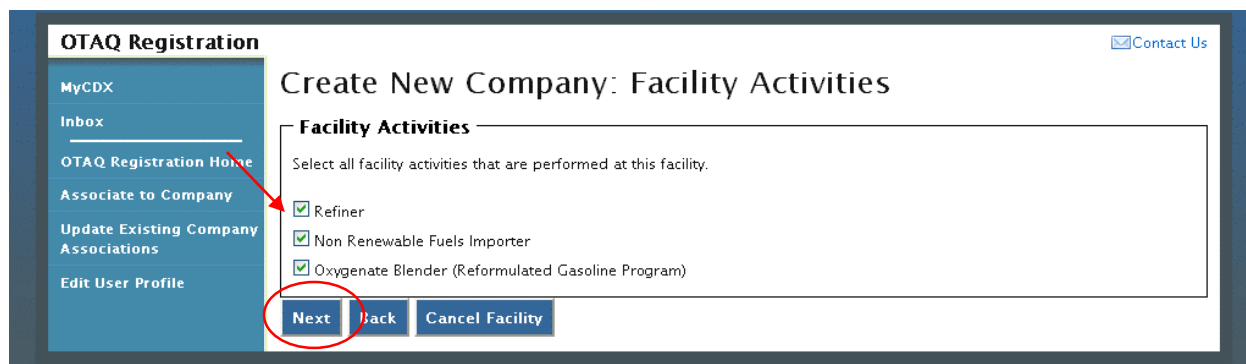 OTAQ Registration
Contact Us
MyCDX
Inbox
OTAQ Registration Home
Associate to Company
Update Existing Company
Associations
Edit User Profile
Create New Company: Facility Activities
Facility Activities
Select all facility activities that are performed at this facility.
Refiner
Non Renewable Fuels Importer
Oxygenate Blender (Reformulated Gasoline Program)
Next
Back
Cancel Facility